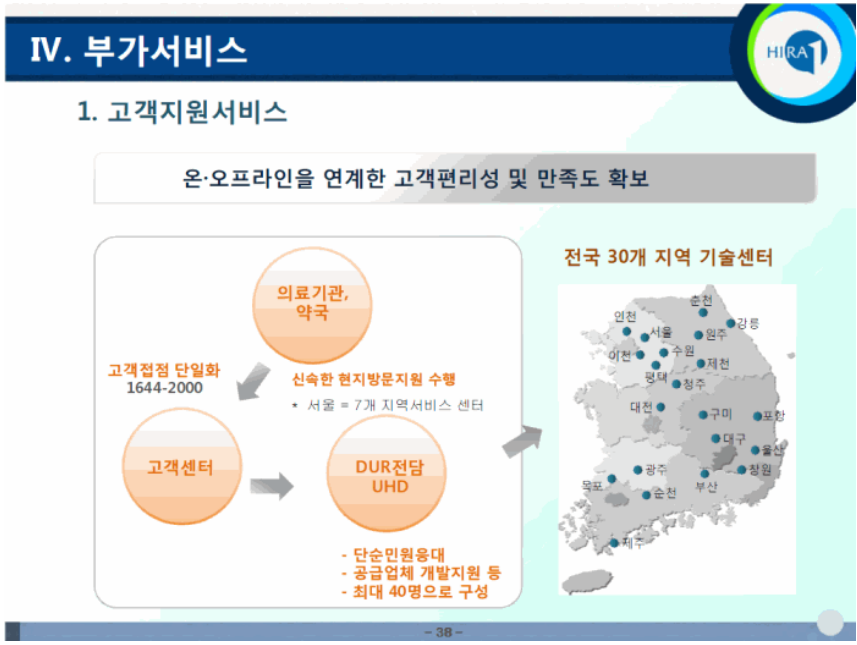 Ⅳ. 부가서비스
HIRA
1. 고객지원서비스
온·오프라인을 연계한 고객편리성 및 만족도 확보
의료기관,
약국
고객접점 단일화
1644-2000
신속한 현지방문지원 수행
* 서울 = 7개 지역서비스 센터
고객센터
DUR전담
UHD
- 단순민원응대
- 공급업체 개발지원 등
- 최대 40명으로 구성
전국 30개 지역 기술센터
춘천
인천
강릉
서울
원주
이천
수원
제천
평택
청주
대전
구미
포항
대구
울산
광주
창원
목포
부산
순천
제주
- 38 -